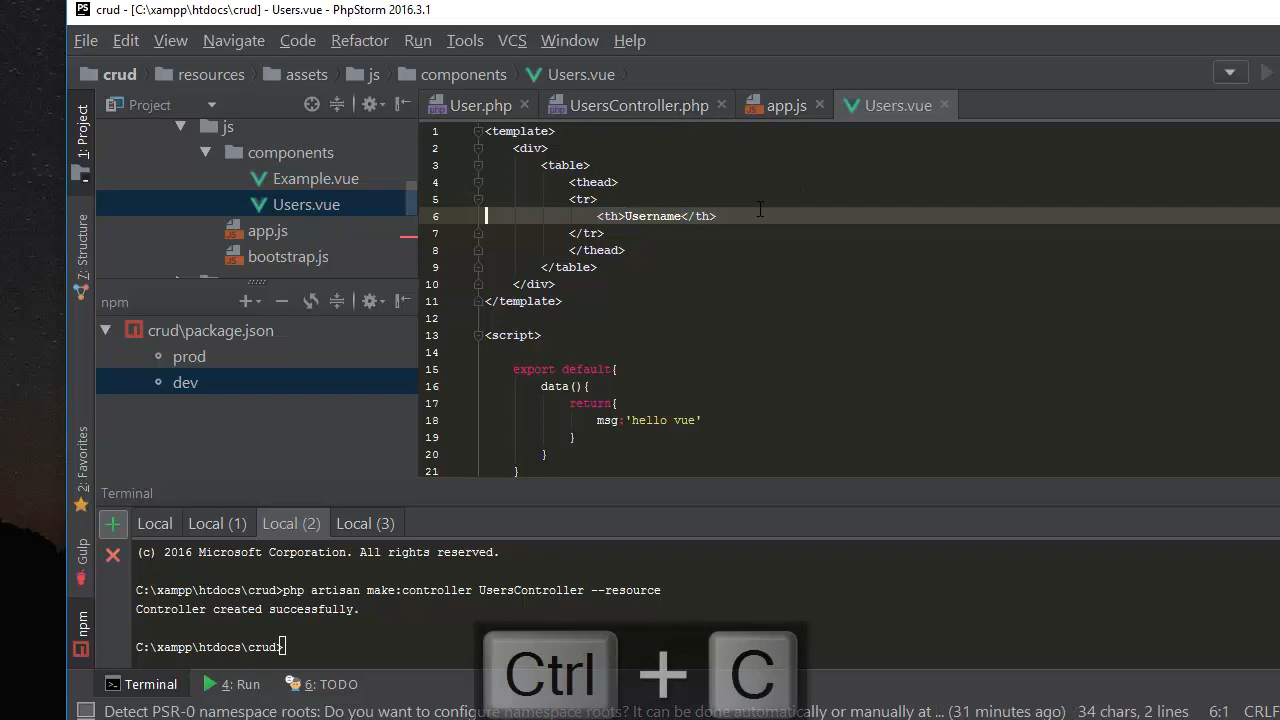 PS crud - [C:\xampp\htdocs\crud] - Users.vue - PhpStorm 2016.3.1
File Edit View Navigate Code Refactor Run Tools VCS Window Help
crud resources assets js components Users.vue
Project
User.php UsersController.php app.js Users.vue
1: Project
7: Structure
2: Favorites
Gulp
npm
js
components
Example.vue
Users.vue
app.js
bootstrap.js
npm
crud\package.json
prod
dev
1 <template>
2 <div>
3 <table>
4 <thead>
5 <tr>
6 <th>Username</th>
7 </tr>
8 </thead>
9 </table>
10 </div>
11 </template>
12
13 <script>
14
15 export default{
16 data(){
17 return{
18 msg:'hello vue'
19 }
20 }
21 }
Terminal
Local Local (1) Local (2) Local (3)
(c) 2016 Microsoft Corporation. All rights reserved.
C:\xampp\htdocs\crud>php artisan make:controller UsersController --resource
Controller created successfully.
C:\xampp\htdocs\crud>
Ctrl + C
Terminal 4: Run 6: TODO
Detect PSR-0 namespace roots: Do you want to configure namespace roots? It can be done automatically or manually at ... (31 minutes ago) 34 chars, 2 lines 6:1 CRLF